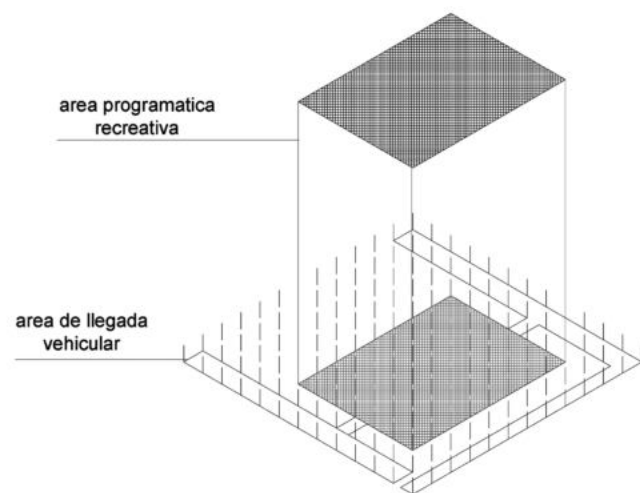 area programatica
recreativa
area de llegada
vehicular